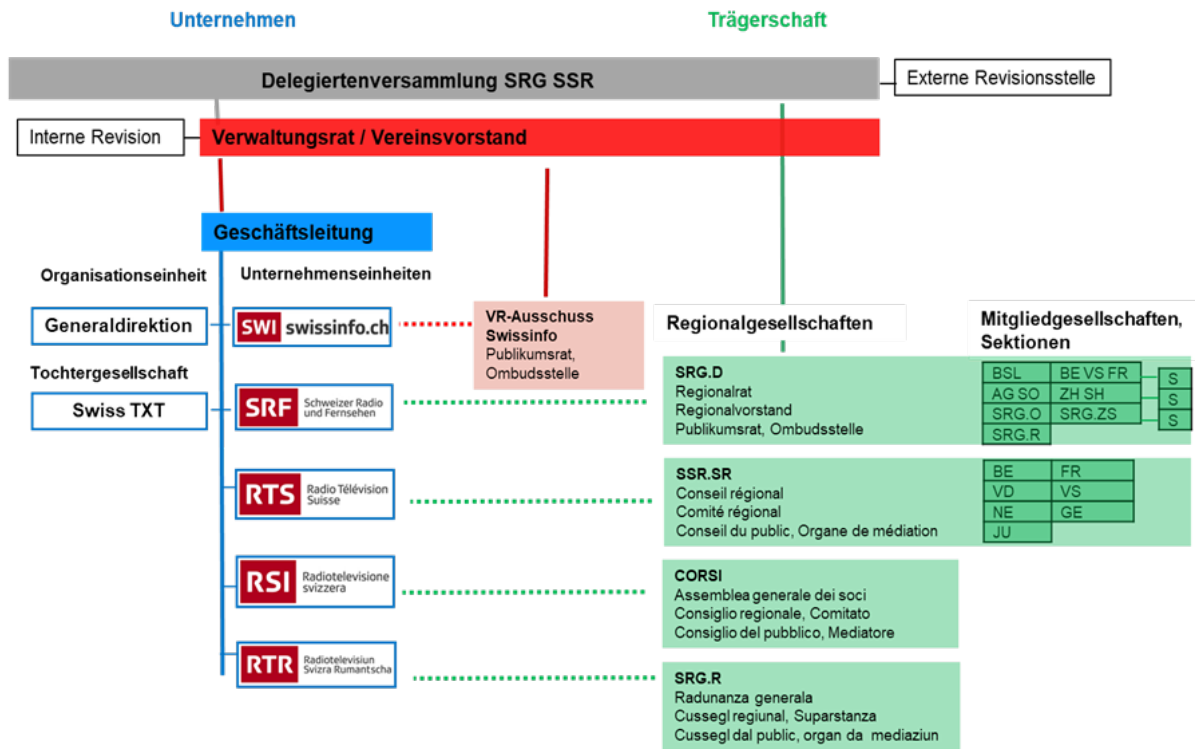 Unternehmen
Trägerschaft
Delegiertenversammlung SRG SSR
Externe Revisionsstelle
Interne Revision
Verwaltungsrat / Vereinsvorstand
Geschäftsleitung
Organisationseinheit
Unternehmenseinheiten
Generaldirektion
SWI swissinfo.ch
VR-Ausschuss
Swissinfo
Publikumsrat,
Ombudsstelle
Regionalgesellschaften
Mitgliedgesellschaften,
Sektionen
Tochtergesellschaft
Swiss TXT
SRF Schweizer Radio
und Fernsehen
SRG.D
Regionalrat
Regionalvorstand
Publikumsrat, Ombudsstelle
BSL BE VS FR S
AG SO ZH SH S
SRG.O SRG.ZS S
SRG.R
RTS Radio Télévision
Suisse
SSR.SR
Conseil régional
Comité régional
Conseil du public, Organe de médiation
BE FR
VD VS
NE GE
JU
RSI Radiotelevisione
svizzera
CORSI
Assemblea generale dei soci
Consiglio regionale, Comitato
Consiglio del pubblico, Mediatore
RTR Radiotelevisiun
Svizra Rumantscha
SRG.R
Radunanza generala
Cussegl regiunal, Suparstanza
Cussegl dal public, organ da mediaziun